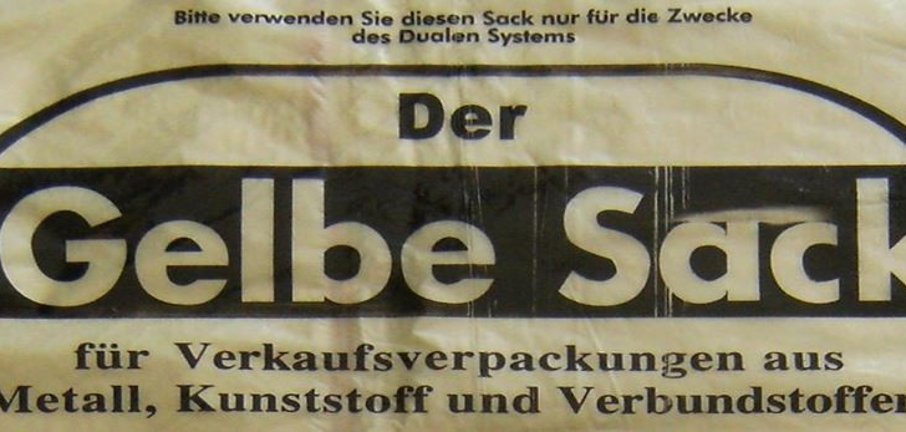 Bitte verwenden Sie diesen Sack nur für die Zwecke
des Dualen Systems
Der
Gelbe Sack
für Verkaufsverpackungen aus
Metall, Kunststoff und Verbundstoffen